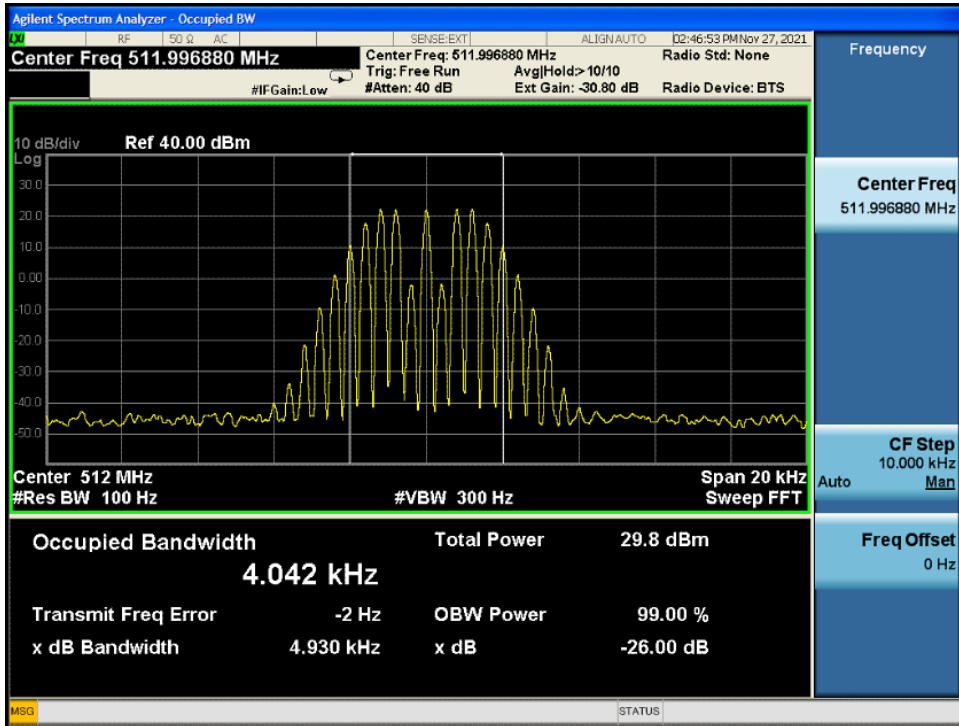 Agilent Spectrum Analyzer - Occupied BW
LXI RF 50 Ω AC SENSE:EXT ALIGN AUTO 02:46:53 PM Nov 27, 2021
Center Freq 511.996880 MHz
Center Freq: 511.996880 MHz Radio Std: None
Trig: Free Run Avg|Hold:>10/10
#IFGain:Low #Atten: 40 dB Ext Gain: -30.80 dB Radio Device: BTS
Frequency
10 dB/div Ref 40.00 dBm
Log
30.0
20.0
10.0
0.00
-10.0
-20.0
-30.0
-40.0
-50.0
Center 512 MHz Span 20 kHz
#Res BW 100 Hz #VBW 300 Hz Sweep FFT
Center Freq
511.996880 MHz
CF Step
10.000 kHz
Auto Man
Freq Offset
0 Hz
Occupied Bandwidth Total Power 29.8 dBm
4.042 kHz
Transmit Freq Error -2 Hz OBW Power 99.00 %
x dB Bandwidth 4.930 kHz x dB -26.00 dB
MSG STATUS